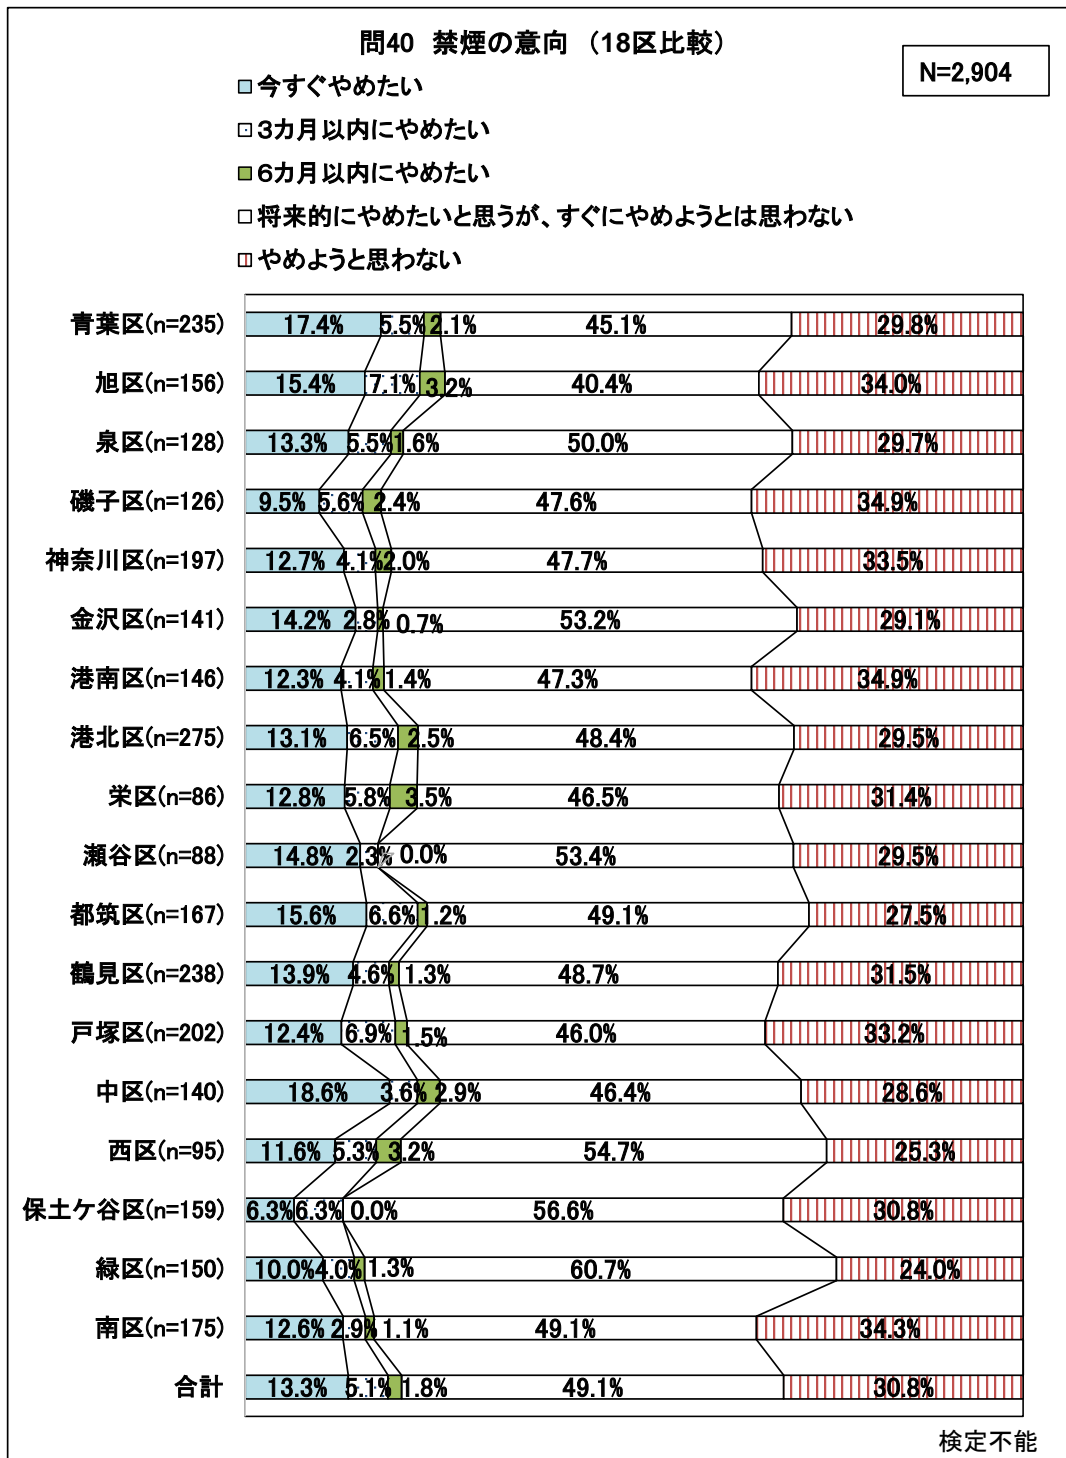 問40 禁煙の意向 （18区比較）
N=2,904
今すぐやめたい
3カ月以内にやめたい
6カ月以内にやめたい
将来的にやめたいと思うが、すぐにやめようとは思わない
やめようと思わない
青葉区(n=235) 17.4% 5.5% 2.1% 45.1% 29.8%
旭区(n=156) 15.4% 7.1% 3.2% 40.4% 34.0%
泉区(n=128) 13.3% 5.5% 1.6% 50.0% 29.7%
磯子区(n=126) 9.5% 5.6% 2.4% 47.6% 34.9%
神奈川区(n=197) 12.7% 4.1% 2.0% 47.7% 33.5%
金沢区(n=141) 14.2% 2.8% 0.7% 53.2% 29.1%
港南区(n=146) 12.3% 4.1% 1.4% 47.3% 34.9%
港北区(n=275) 13.1% 6.5% 2.5% 48.4% 29.5%
栄区(n=86) 12.8% 5.8% 3.5% 46.5% 31.4%
瀬谷区(n=88) 14.8% 2.3% 0.0% 53.4% 29.5%
都筑区(n=167) 15.6% 6.6% 1.2% 49.1% 27.5%
鶴見区(n=238) 13.9% 4.6% 1.3% 48.7% 31.5%
戸塚区(n=202) 12.4% 6.9% 1.5% 46.0% 33.2%
中区(n=140) 18.6% 3.6% 2.9% 46.4% 28.6%
西区(n=95) 11.6% 5.3% 3.2% 54.7% 25.3%
保土ケ谷区(n=159) 6.3% 6.3% 0.0% 56.6% 30.8%
緑区(n=150) 10.0% 4.0% 1.3% 60.7% 24.0%
南区(n=175) 12.6% 2.9% 1.1% 49.1% 34.3%
合計 13.3% 5.1% 1.8% 49.1% 30.8%
検定不能